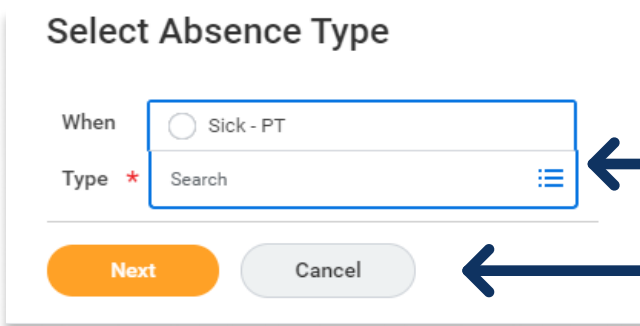 Select Absence Type
When Sick - PT
Type * Search
Next Cancel